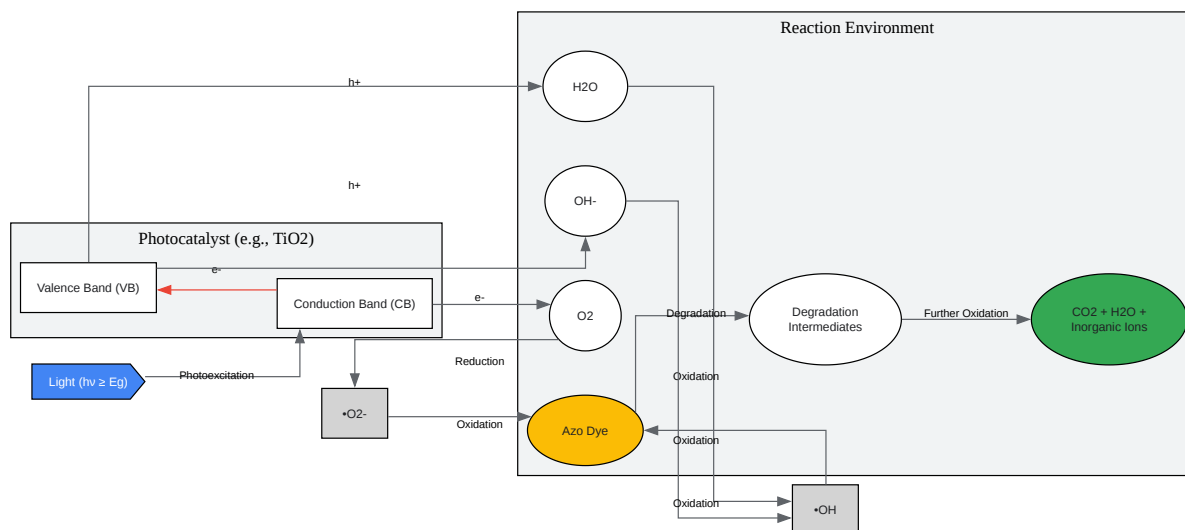 Reaction Environment
h+
H2O
h+
OH-
Photocatalyst (e.g., TiO2)
e-
Valence Band (VB)
Conduction Band (CB)
e-
O2
Degradation
Degradation
Intermediates
Further Oxidation
CO2 + H2O +
Inorganic Ions
Light (hν ≥ Eg)
Photoexcitation
Reduction
Oxidation
•O2-
Oxidation
Azo Dye
Oxidation
Oxidation
•OH